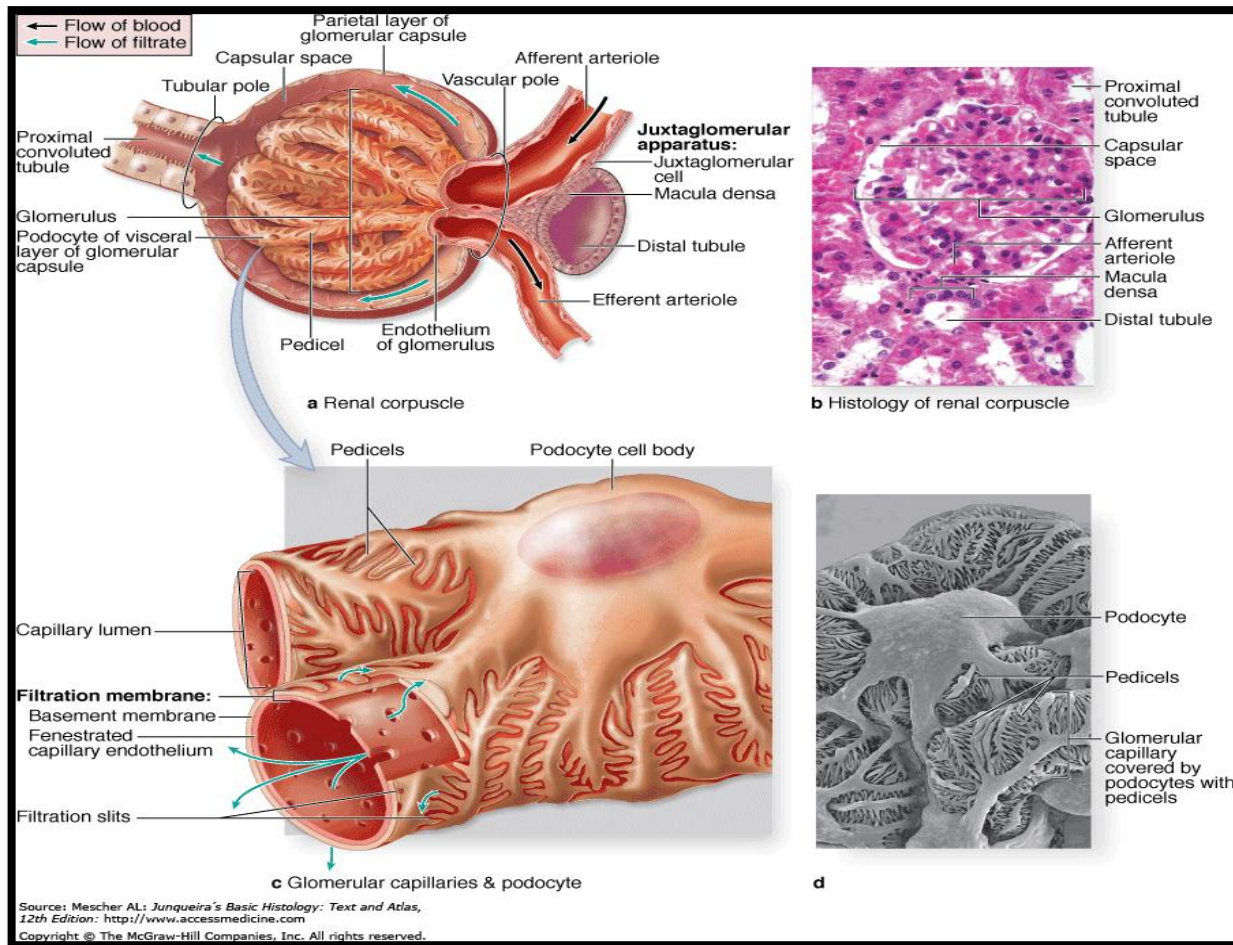 Flow of blood
Flow of filtrate
Parietal layer of
glomerular capsule
Capsular space
Tubular pole
Afferent arteriole
Vascular pole
Proximal
convoluted
tubule
Juxtaglomerular
apparatus:
Juxtaglomerular
cell
Macula densa
Glomerulus
Podocyte of visceral
layer of glomerular
capsule
Distal tubule
Efferent arteriole
Pedicel
Endothelium
of glomerulus
a Renal corpuscle
Proximal
convoluted
tubule
Capsular
space
Glomerulus
Afferent
arteriole
Macula
densa
Distal tubule
b Histology of renal corpuscle
Pedicels
Podocyte cell body
Capillary lumen
Filtration membrane:
Basement membrane
Fenestrated
capillary endothelium
Filtration slits
c Glomerular capillaries & podocyte
Podocyte
Pedicels
Glomerular
capillary
covered by
podocytes with
pedicels
d
Source: Mescher AL: Junqueira´s Basic Histology: Text and Atlas,
12th Edition: http://www.accessmedicine.com
Copyright © The McGraw-Hill Companies, Inc. All rights reserved.